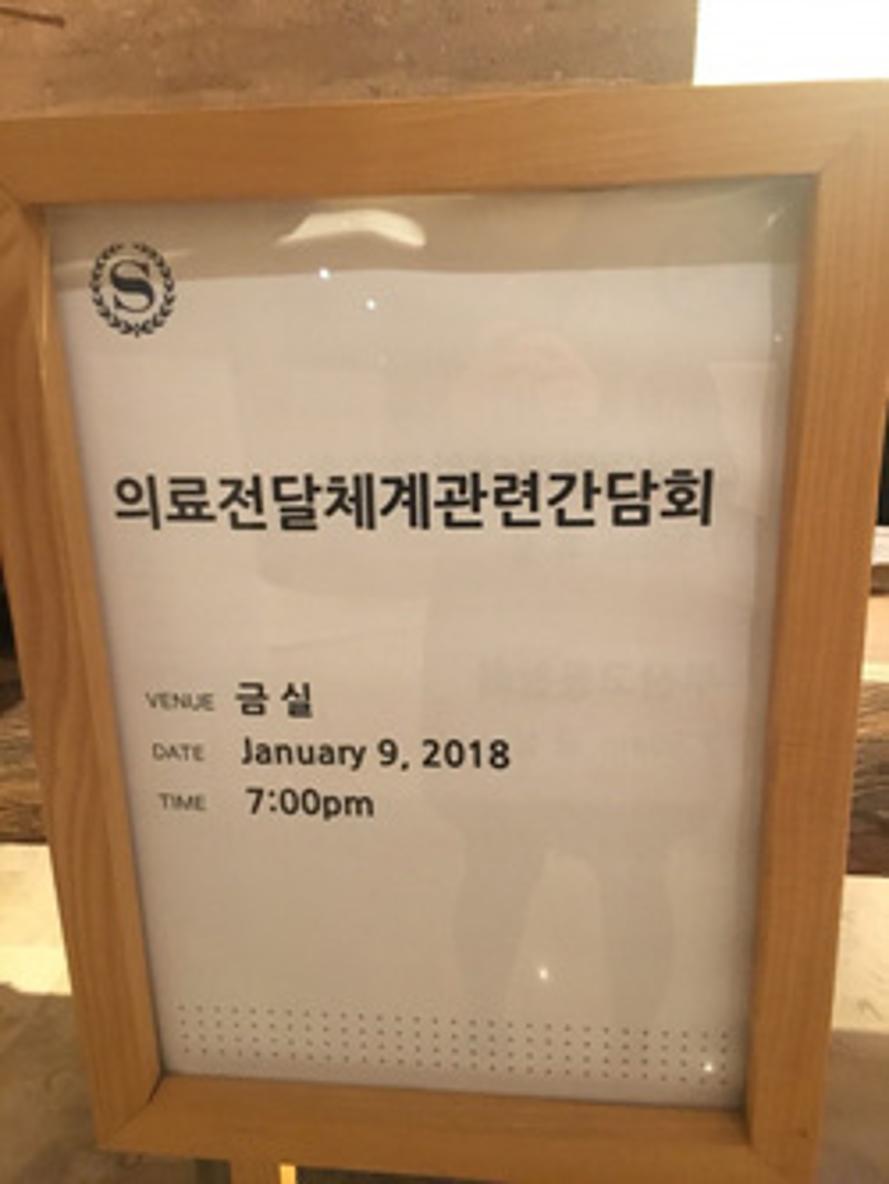 S
의료전달체계관련간담회
VENUE 금 실
DATE January 9, 2018
TIME 7:00pm